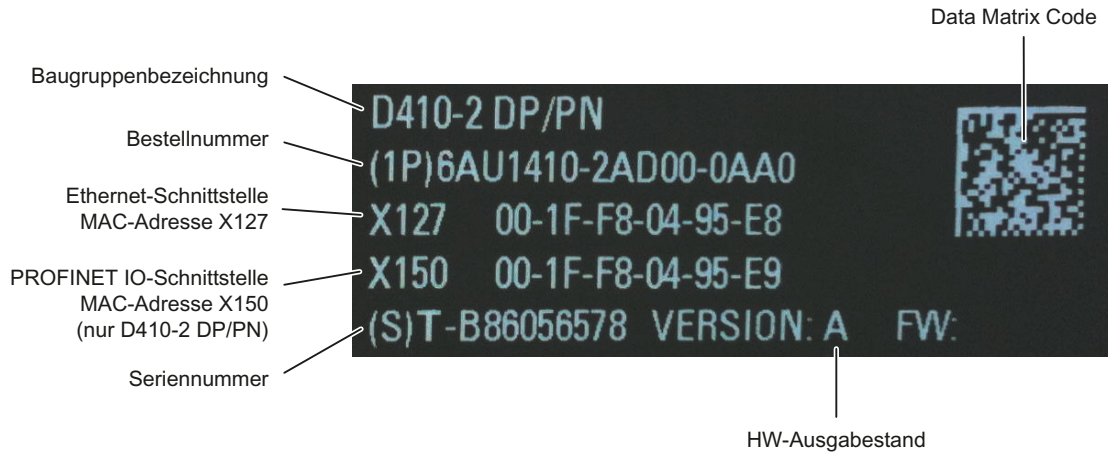 Data Matrix Code
Baugruppenbezeichnung
D410-2 DP/PN
Bestellnummer
(1P)6AU1410-2AD00-0AA0
Ethernet-Schnittstelle
MAC-Adresse X127
X127 00-1F-F8-04-95-E8
PROFINET IO-Schnittstelle
MAC-Adresse X150
(nur D410-2 DP/PN)
X150 00-1F-F8-04-95-E9
(S)T-B86056578 VERSION: A FW:
Seriennummer
HW-Ausgabestand